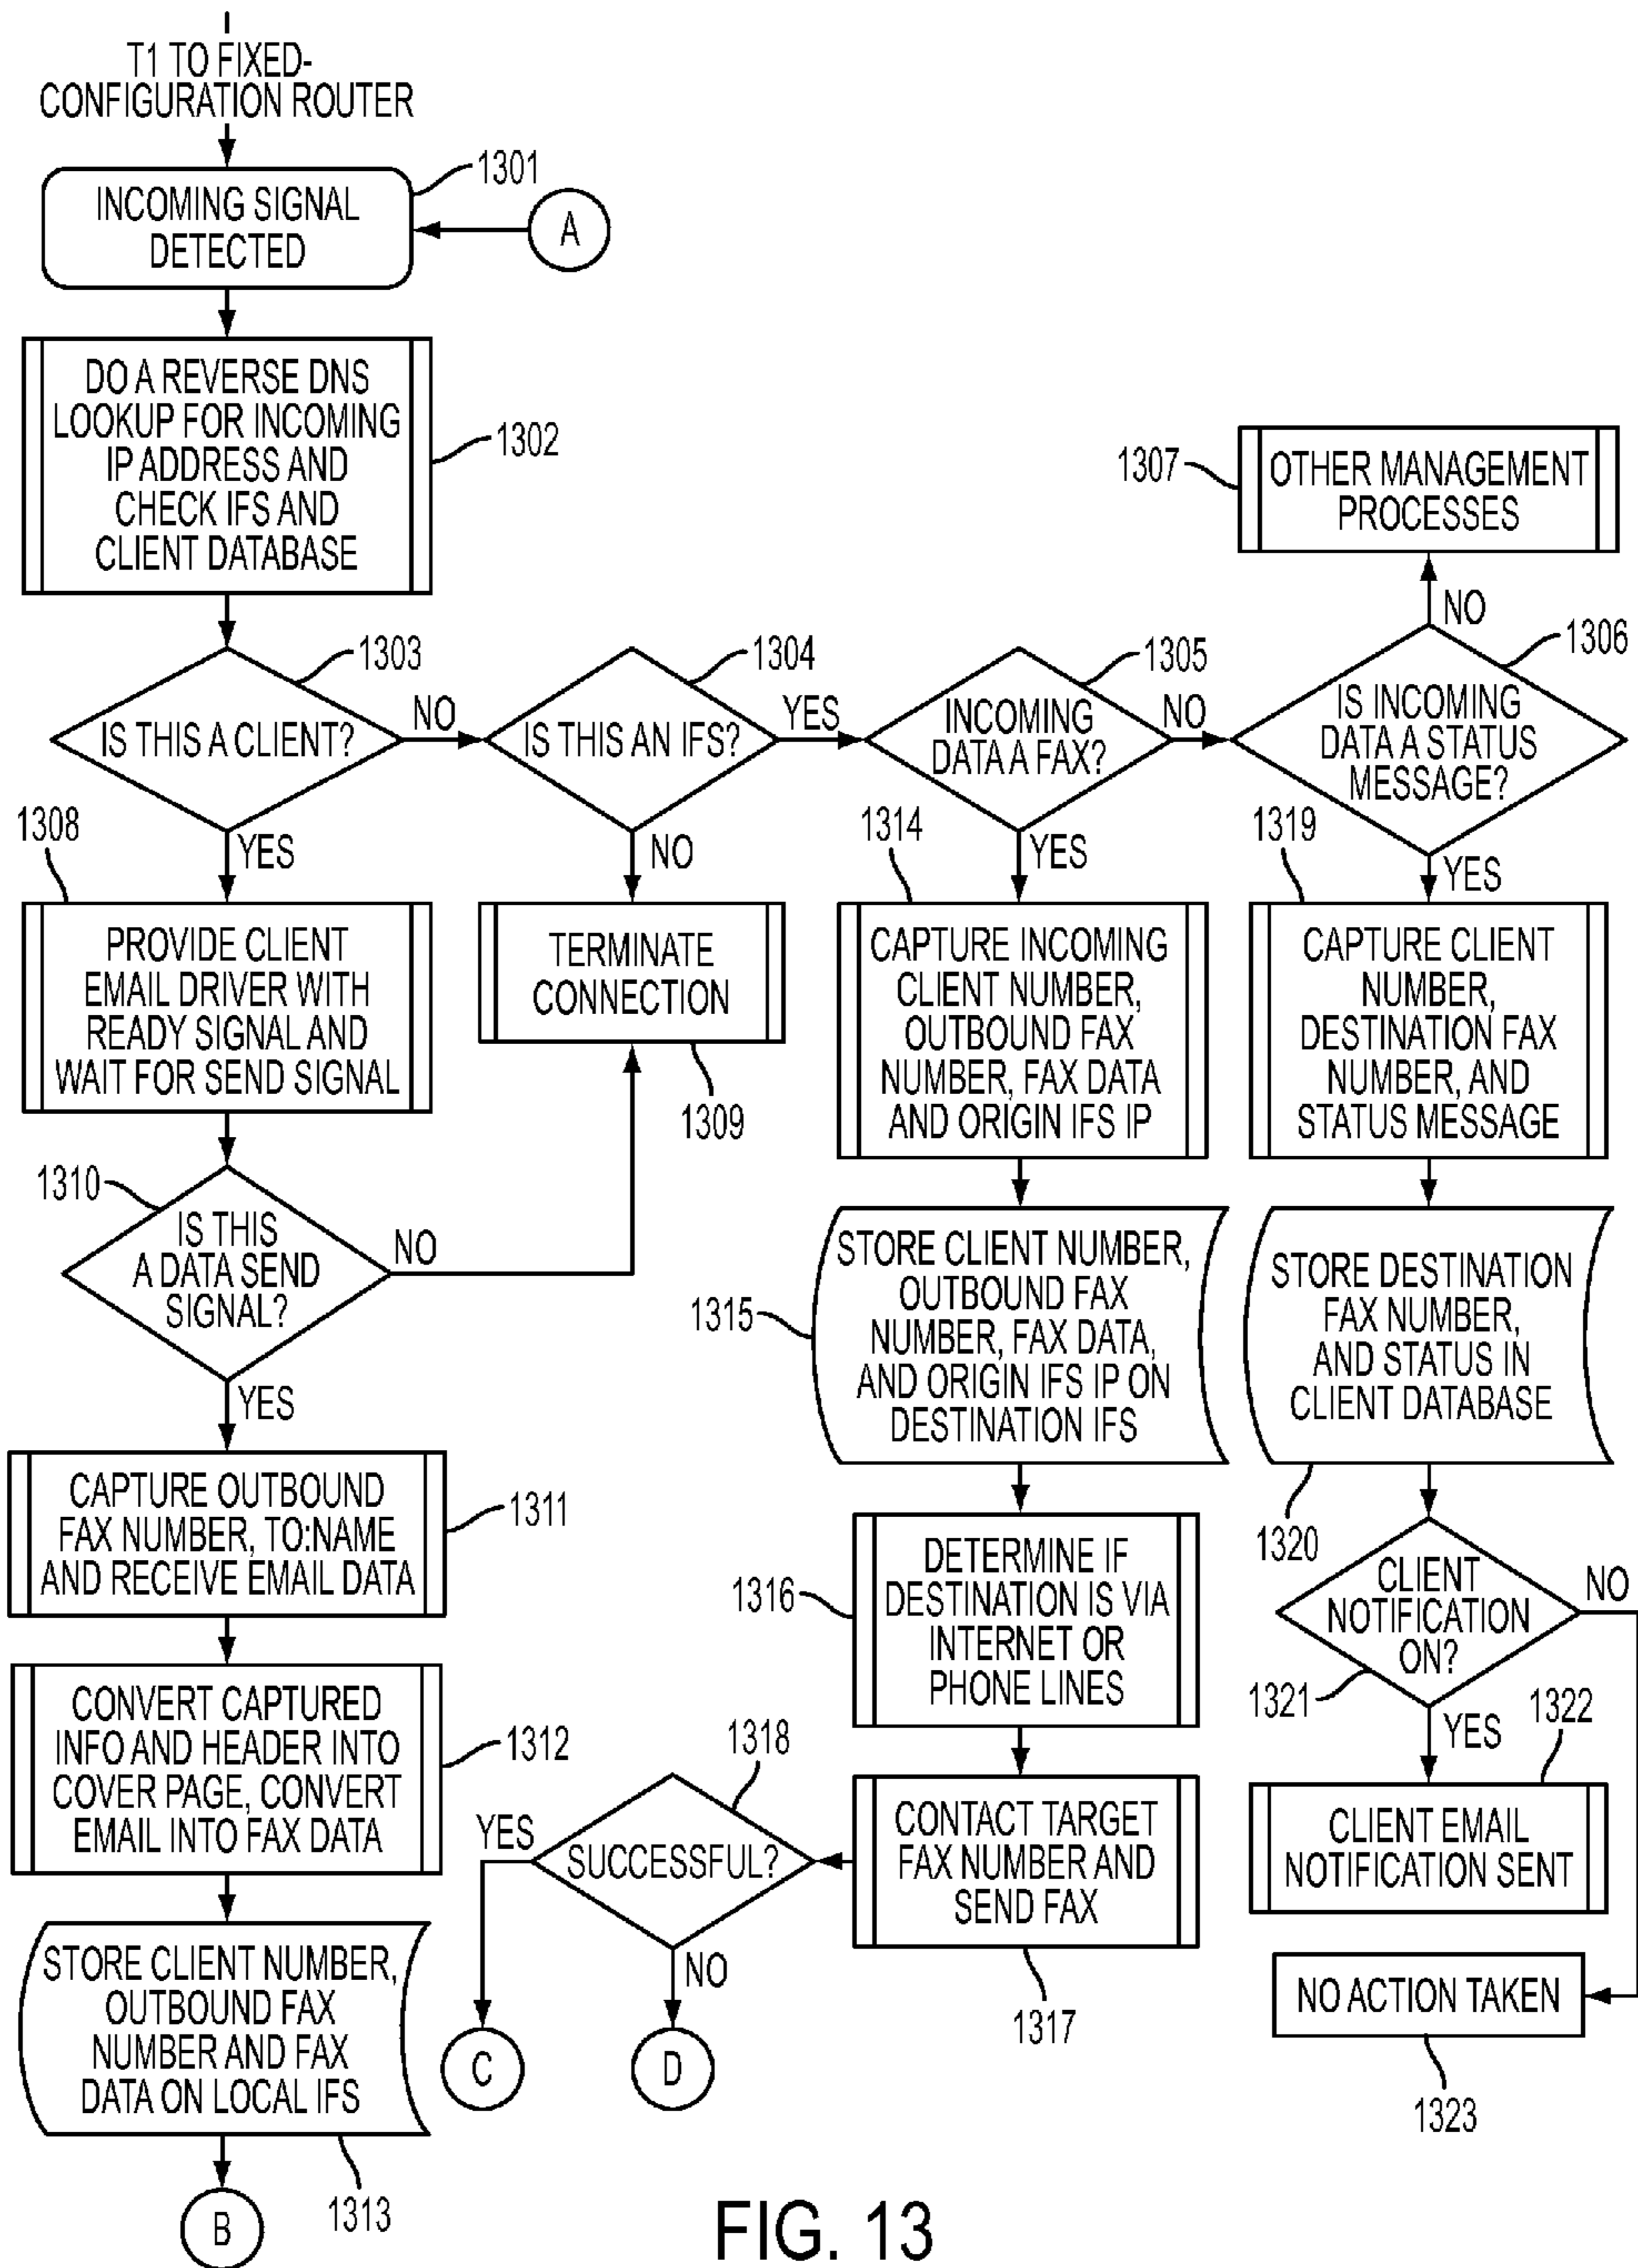 T1 TO FIXED-
CONFIGURATION ROUTER
1301
INCOMING SIGNAL
DETECTED
A
DO A REVERSE DNS
LOOKUP FOR INCOMING
IP ADDRESS AND
CHECK IFS AND
CLIENT DATABASE
1302
1307
OTHER MANAGEMENT
PROCESSES
NO
1303
IS THIS A CLIENT?
NO
1304
IS THIS AN IFS?
YES
1305
INCOMING
DATA A FAX?
NO
1306
IS INCOMING
DATA A STATUS
MESSAGE?
1308
YES
NO
1314
YES
1319
YES
PROVIDE CLIENT
EMAIL DRIVER WITH
READY SIGNAL AND
WAIT FOR SEND SIGNAL
TERMINATE
CONNECTION
1309
CAPTURE INCOMING
CLIENT NUMBER,
OUTBOUND FAX
NUMBER, FAX DATA
AND ORIGIN IFS IP
CAPTURE CLIENT
NUMBER,
DESTINATION FAX
NUMBER, AND
STATUS MESSAGE
1310
IS THIS
A DATA SEND
SIGNAL?
NO
YES
1315
STORE CLIENT NUMBER,
OUTBOUND FAX
NUMBER, FAX DATA,
AND ORIGIN IFS IP ON
DESTINATION IFS
STORE DESTINATION
FAX NUMBER,
AND STATUS IN
CLIENT DATABASE
1320
CAPTURE OUTBOUND
FAX NUMBER, TO:NAME
AND RECEIVE EMAIL DATA
1311
1316
DETERMINE IF
DESTINATION IS VIA
INTERNET OR
PHONE LINES
CLIENT
NOTIFICATION
ON?
NO
1321
YES
1322
CONVERT CAPTURED
INFO AND HEADER INTO
COVER PAGE, CONVERT
EMAIL INTO FAX DATA
1312
1318
YES
SUCCESSFUL?
NO
CONTACT TARGET
FAX NUMBER AND
SEND FAX
1317
CLIENT EMAIL
NOTIFICATION SENT
STORE CLIENT NUMBER,
OUTBOUND FAX
NUMBER AND FAX
DATA ON LOCAL IFS
1313
C
D
NO ACTION TAKEN
1323
B
FIG. 13